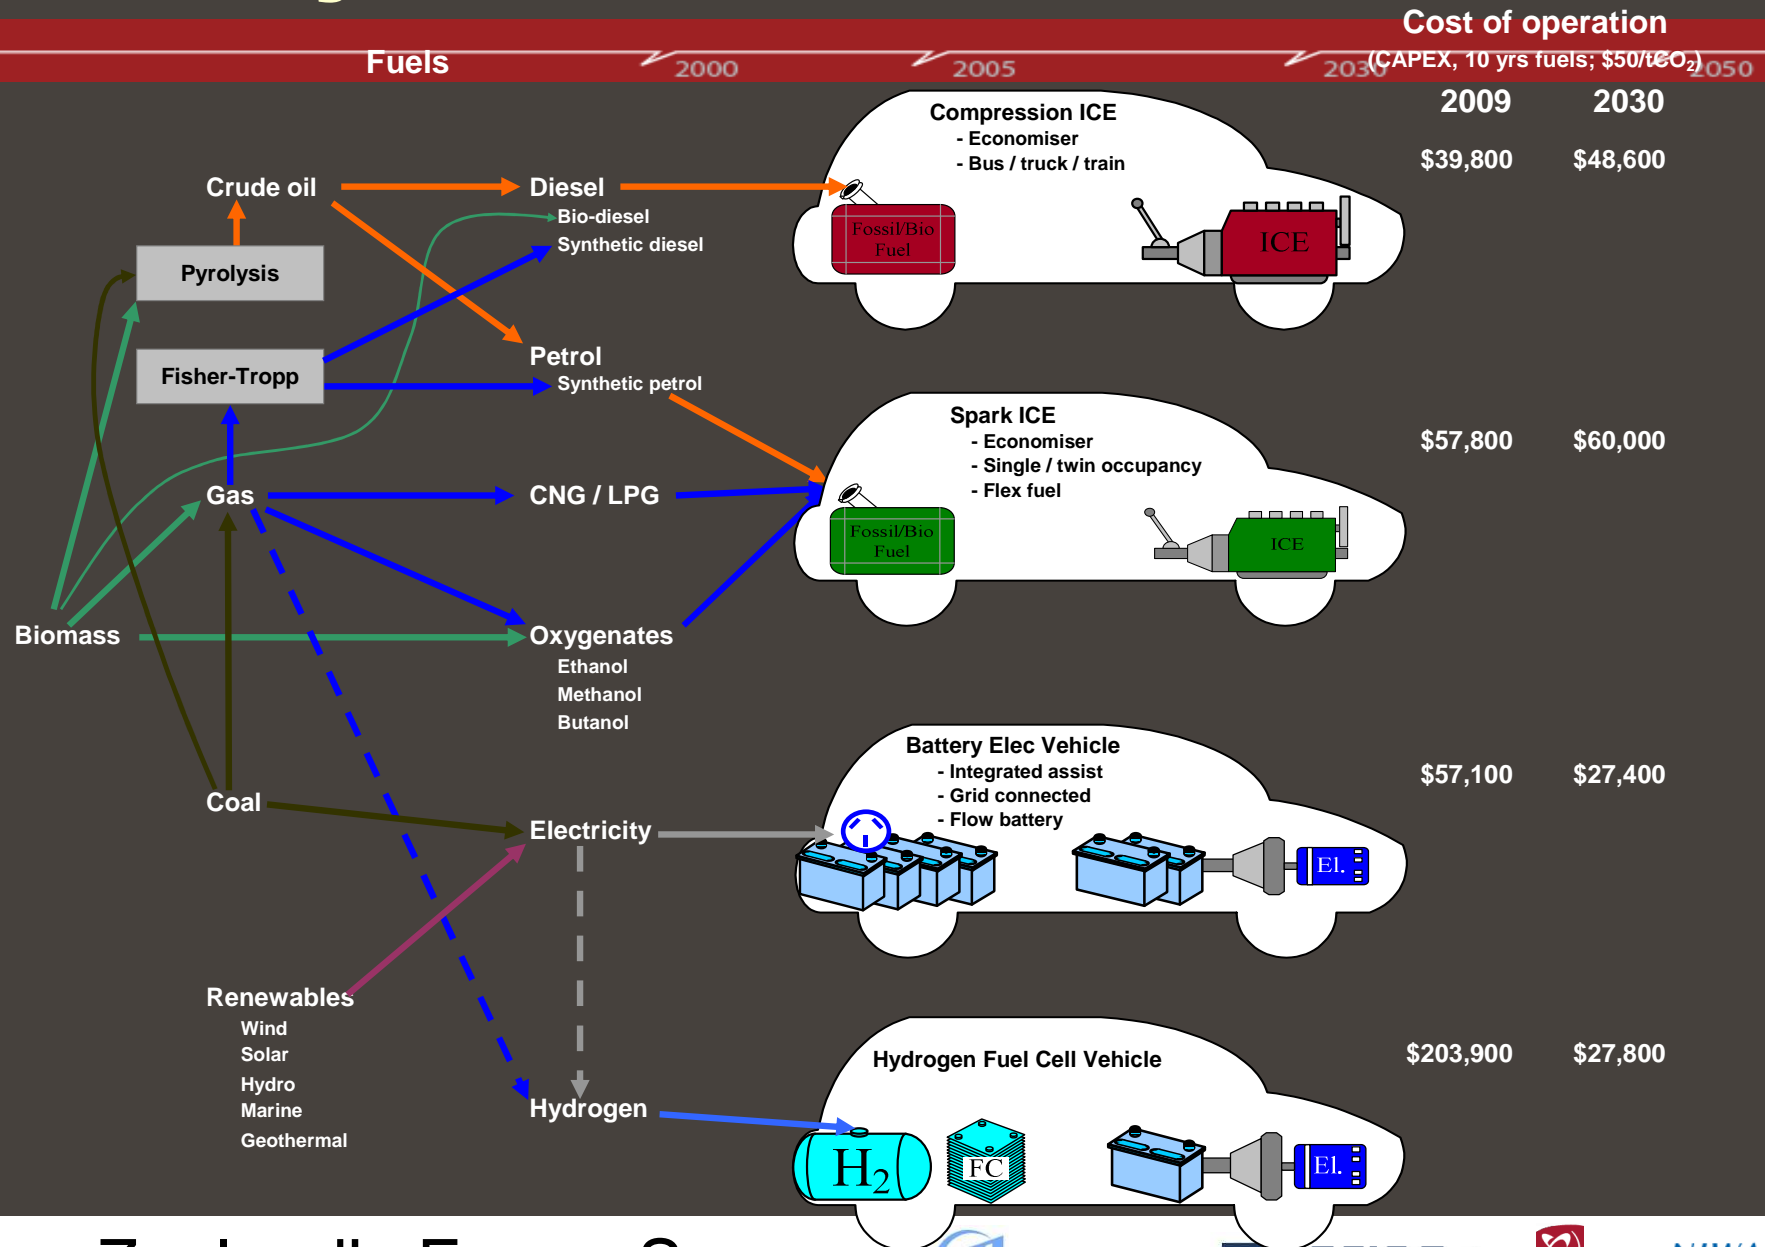 Cost of operation
Fuels
(CAPEX, 10 yrs fuels; $50/tCO₂)
2000
2005
2030
2050
2009
2030
Compression ICE
- Economiser
- Bus / truck / train
$39,800
$48,600
Crude oil
Diesel
Bio-diesel
Synthetic diesel
Fossil/Bio
Fuel
ICE
Pyrolysis
Petrol
Synthetic petrol
Fisher-Tropp
Spark ICE
- Economiser
- Single / twin occupancy
- Flex fuel
$57,800
$60,000
Gas
CNG / LPG
Fossil/Bio
Fuel
ICE
Biomass
Oxygenates
Ethanol
Methanol
Butanol
Battery Elec Vehicle
- Integrated assist
- Grid connected
- Flow battery
$57,100
$27,400
Coal
Electricity
El.
Renewables
Wind
Solar
Hydro
Marine
Geothermal
Hydrogen Fuel Cell Vehicle
$203,900
$27,800
Hydrogen
H₂
FC
El.